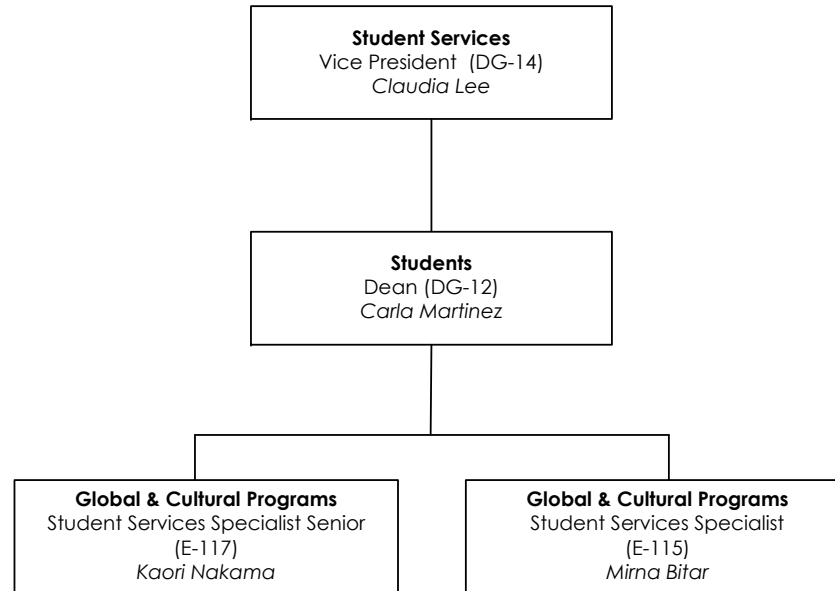 Student Services
Vice President (DG-14)
Claudia Lee
Students
Dean (DG-12)
Carla Martinez
Global & Cultural Programs
Student Services Specialist Senior
(E-117)
Kaori Nakama
Global & Cultural Programs
Student Services Specialist
(E-115)
Mirna Bitar